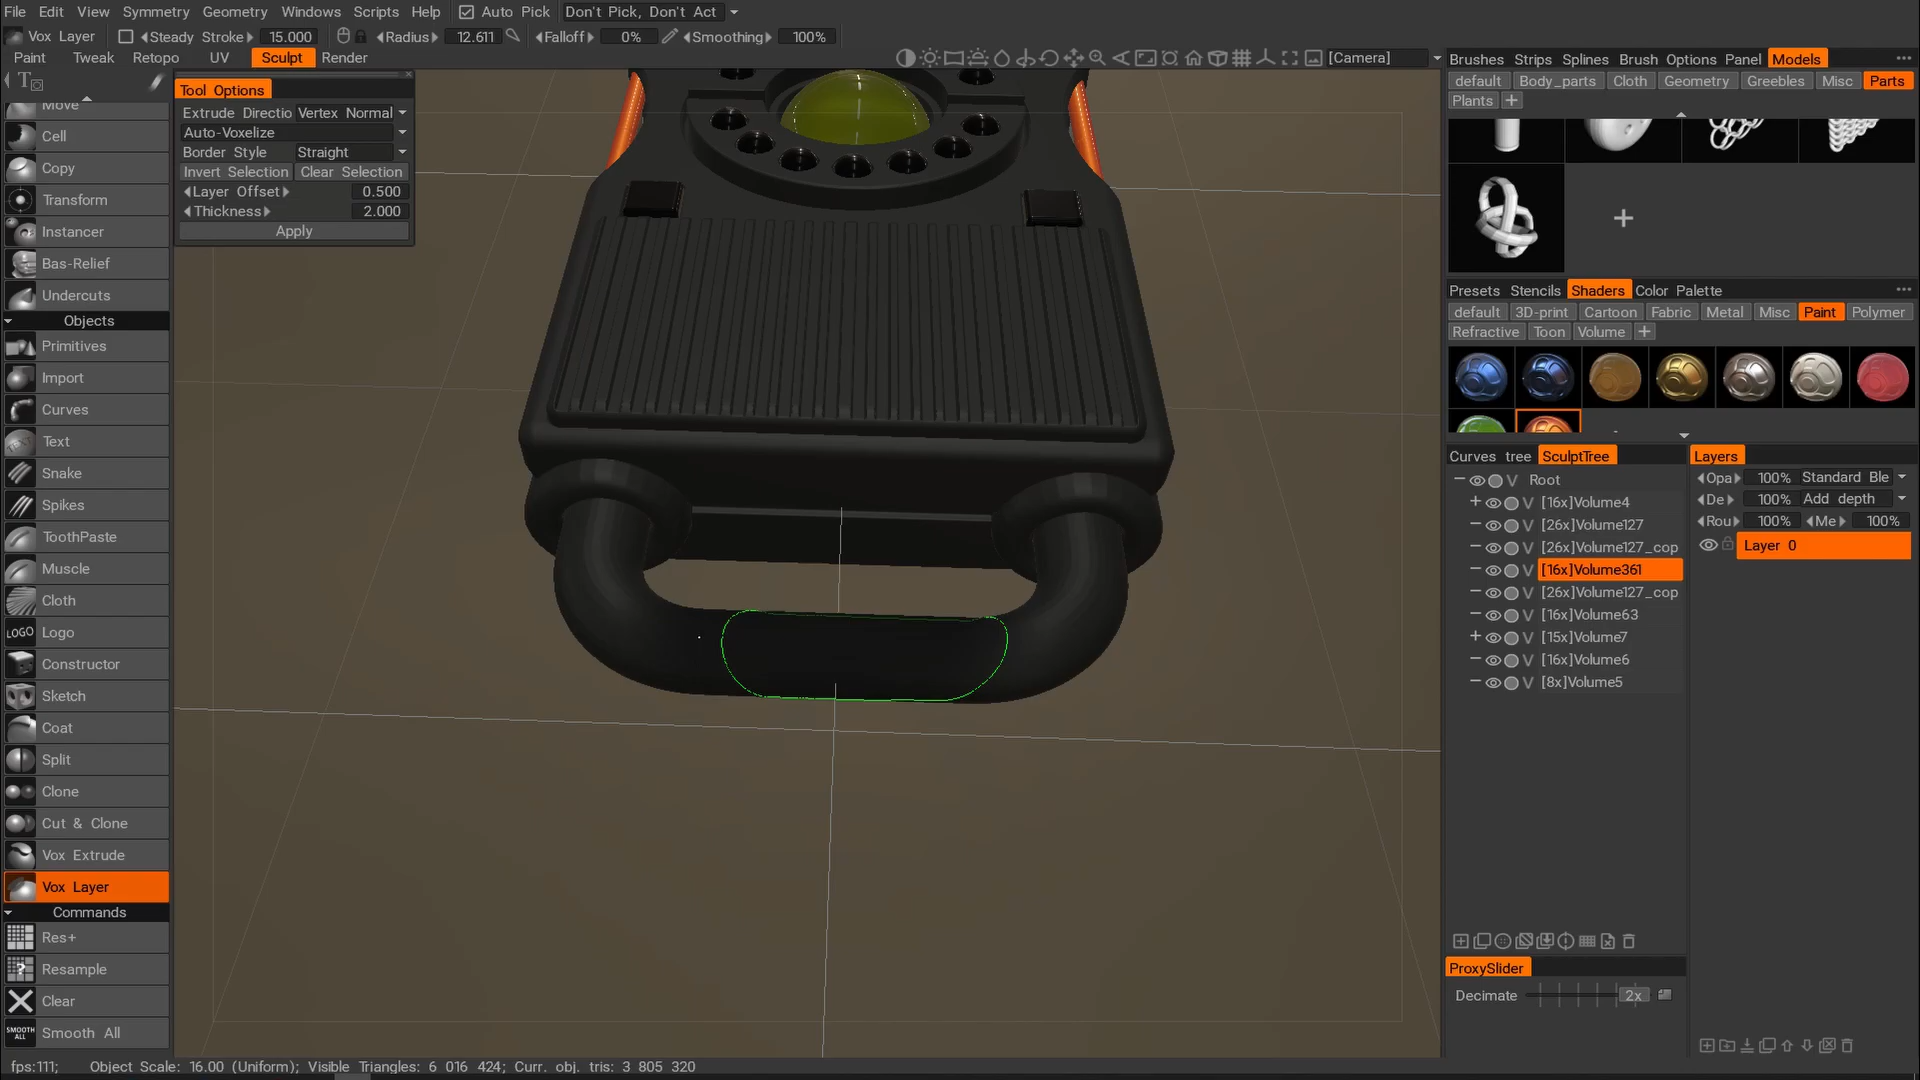 File Edit View Symmetry Geometry Windows Scripts Help Auto Pick Don't Pick, Don't Act
Vox Layer Steady Stroke 15.000 Radius 12.611 Falloff 0% Smoothing 100%
Paint Tweak Retopo UV Sculpt Render [Camera]
Move
Cell
Copy
Transform
Instancer
Bas-Relief
Undercuts
Objects
Primitives
Import
Curves
Text
Snake
Spikes
ToothPaste
Muscle
Cloth
LOGO Logo
Constructor
Sketch
Coat
Split
Clone
Cut & Clone
Vox Extrude
Vox Layer
Commands
Res+
Resample
Clear
SMOOTH ALL Smooth All
Tool Options
Extrude Directio Vertex Normal
Auto-Voxelize
Border Style Straight
Invert Selection Clear Selection
Layer Offset 0.500
Thickness 2.000
Apply
Brushes Strips Splines Brush Options Panel Models
default Body_parts Cloth Geometry Greebles Misc Parts
Plants +
Presets Stencils Shaders Color Palette
default 3D-print Cartoon Fabric Metal Misc Paint Polymer
Refractive Toon Volume +
Curves tree SculptTree
Root
V [16x]Volume4
V [26x]Volume127
V [26x]Volume127_cop
V [16x]Volume361
V [26x]Volume127_cop
V [16x]Volume63
V [15x]Volume7
V [16x]Volume6
V [8x]Volume5
Layers
Opa 100% Standard Ble
De 100% Add depth
Rou 100% Me 100%
Layer 0
ProxySlider
Decimate 2x
fps:111; Object Scale: 16.00 (Uniform); Visible Triangles: 6 016 424; Curr. obj. tris: 3 805 320